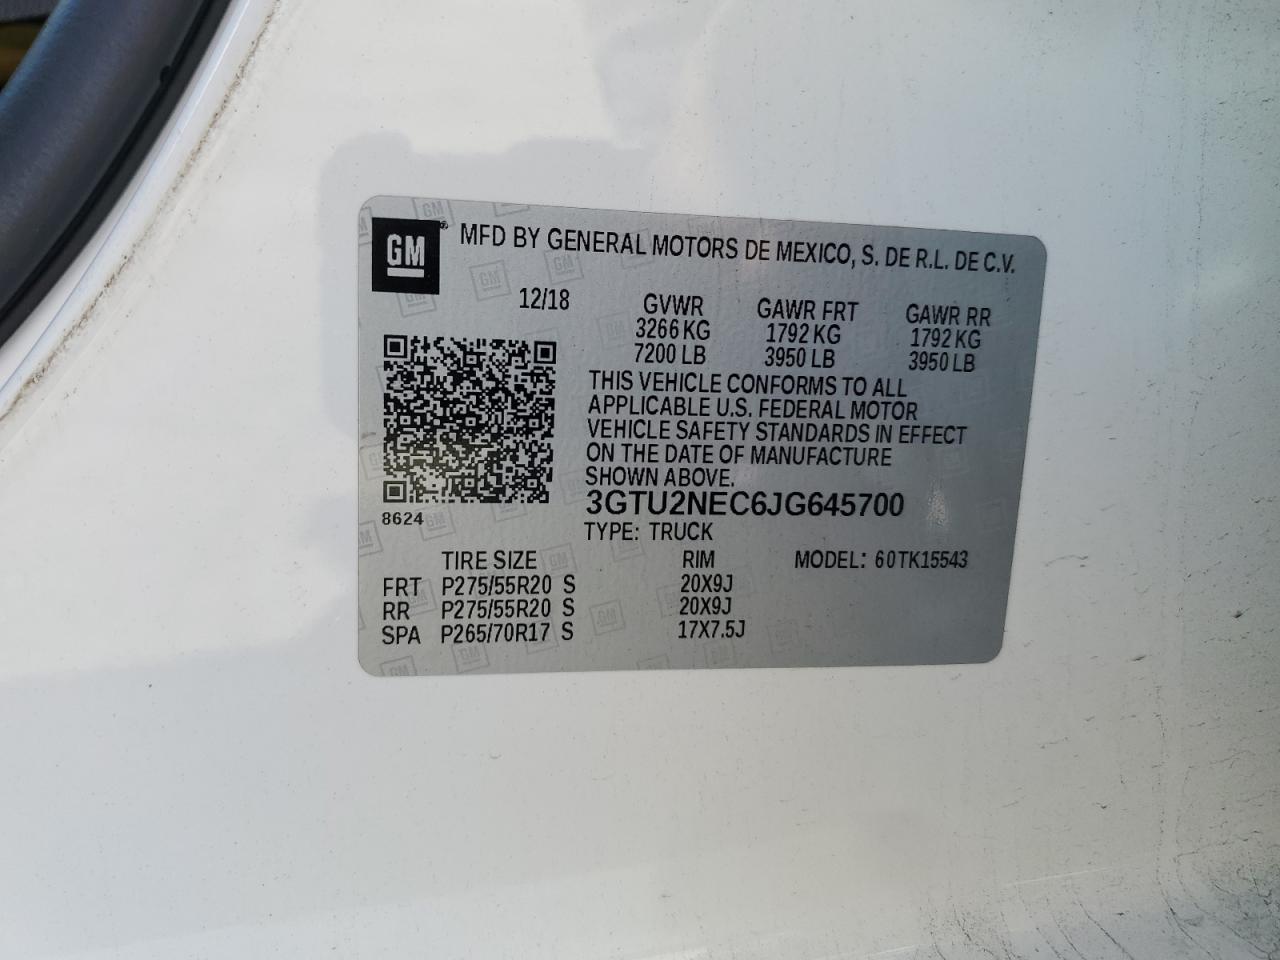 GM® MFD BY GENERAL MOTORS DE MEXICO, S. DE R.L. DE C.V.
12/18 GVWR GAWR FRT GAWR RR
3266 KG 1792 KG 1792 KG
7200 LB 3950 LB 3950 LB
THIS VEHICLE CONFORMS TO ALL
APPLICABLE U.S. FEDERAL MOTOR
VEHICLE SAFETY STANDARDS IN EFFECT
ON THE DATE OF MANUFACTURE
SHOWN ABOVE.
3GTU2NEC6JG645700
8624
TYPE: TRUCK
TIRE SIZE RIM MODEL: 60TK15543
FRT P275/55R20 S 20X9J
RR P275/55R20 S 20X9J
SPA P265/70R17 S 17X7.5J